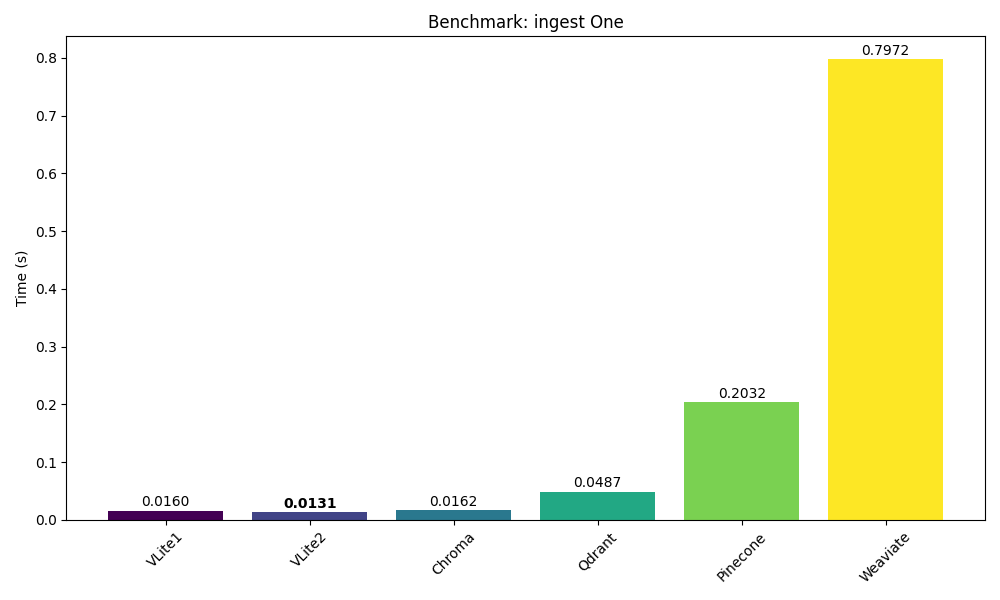 Benchmark: ingest One
Time (s)
0.8
0.7
0.6
0.5
0.4
0.3
0.2
0.1
0.0
0.0160
0.0131
0.0162
0.0487
0.2032
0.7972
VLite1
VLite2
Chroma
Qdrant
Pinecone
Weaviate